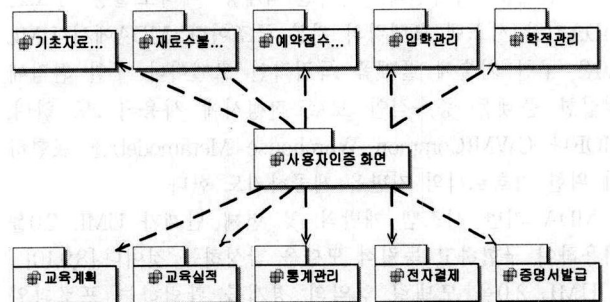 기초자료...
재료수불...
예약접수...
입학관리
학적관리
사용자인증 화면
교육계획
교육실적
통계관리
전자결제
증명서발급